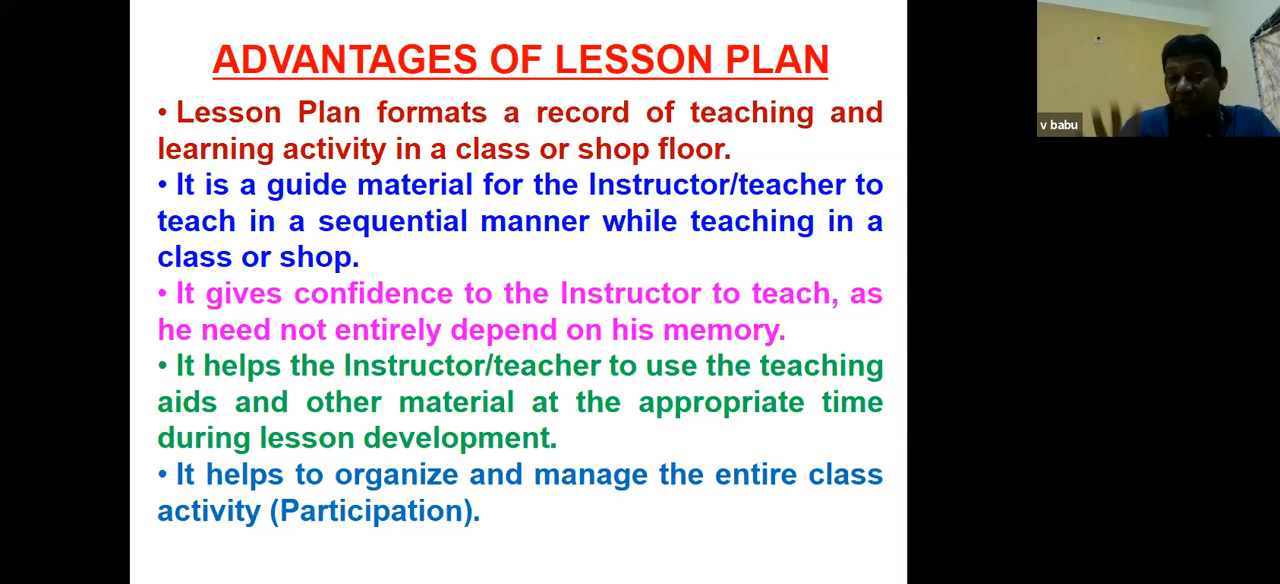 ADVANTAGES OF LESSON PLAN
• Lesson Plan formats a record of teaching and
learning activity in a class or shop floor.
• It is a guide material for the Instructor/teacher to
teach in a sequential manner while teaching in a
class or shop.
• It gives confidence to the Instructor to teach, as
he need not entirely depend on his memory.
• It helps the Instructor/teacher to use the teaching
aids and other material at the appropriate time
during lesson development.
• It helps to organize and manage the entire class
activity (Participation).
v babu